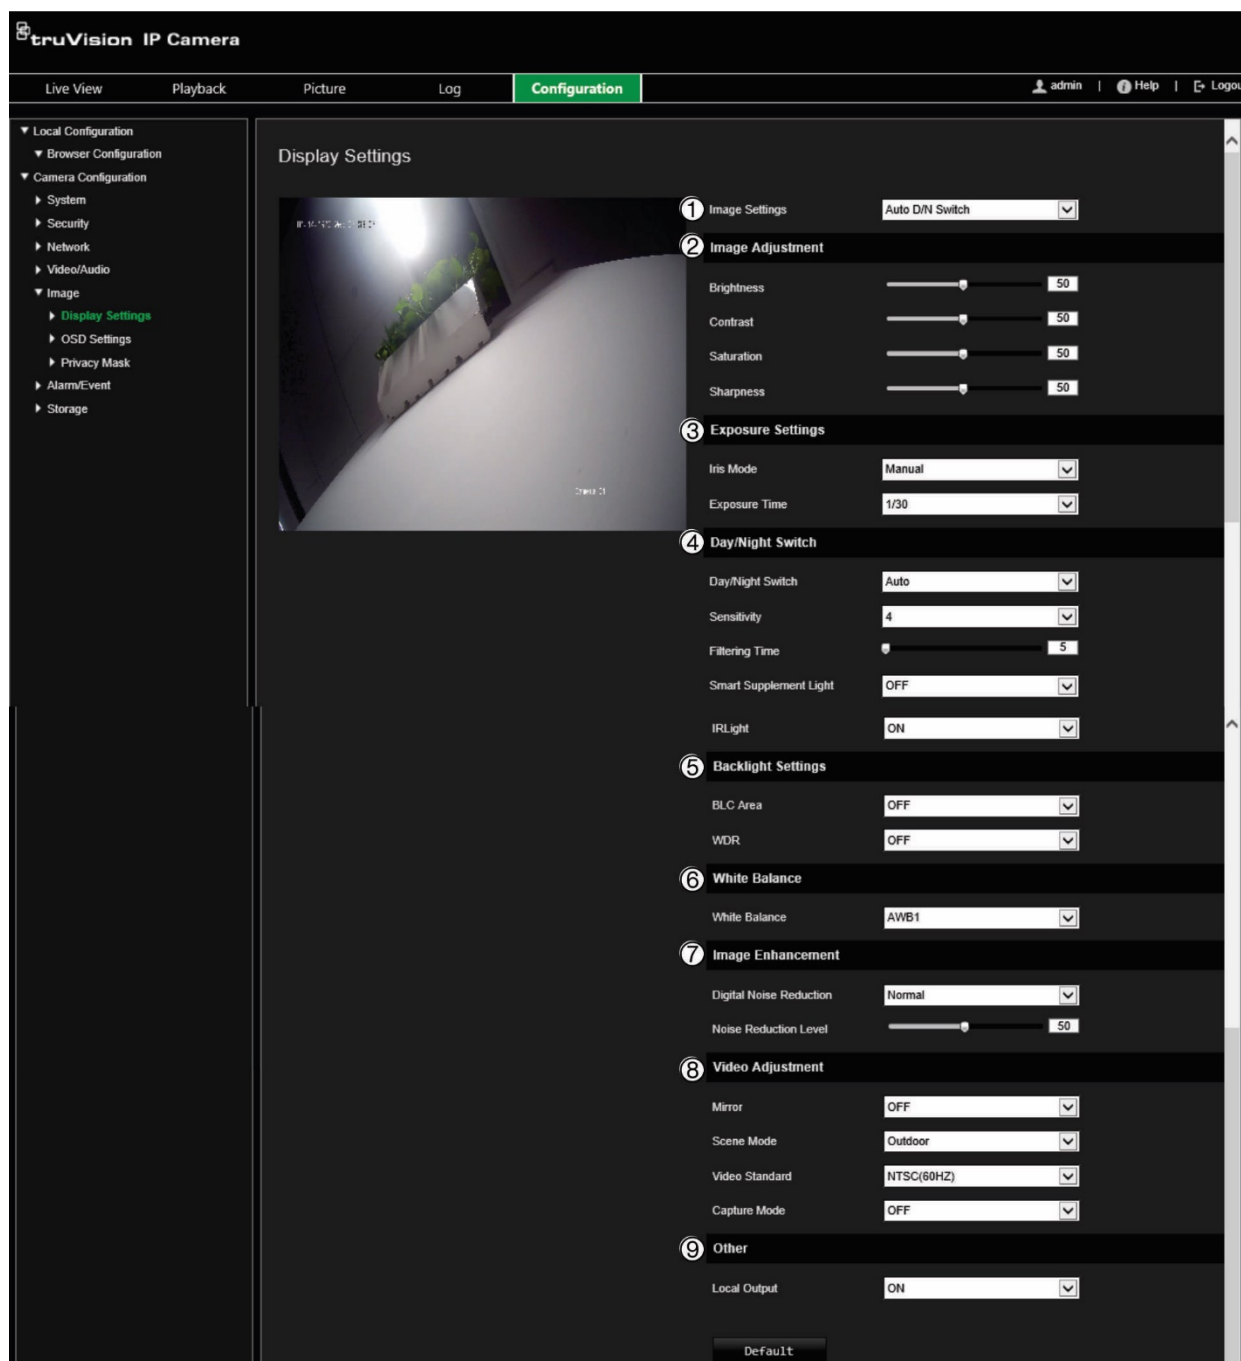 truVision IP Camera
Live View Playback Picture Log Configuration admin | Help | Logou
Local Configuration
Browser Configuration
Camera Configuration
System
Security
Network
Video/Audio
Image
Display Settings
OSD Settings
Privacy Mask
Alarm/Event
Storage
Display Settings
1 Image Settings Auto D/N Switch
2 Image Adjustment
Brightness 50
Contrast 50
Saturation 50
Sharpness 50
3 Exposure Settings
Iris Mode Manual
Exposure Time 1/30
4 Day/Night Switch
Day/Night Switch Auto
Sensitivity 4
Filtering Time 5
Smart Supplement Light OFF
IRLight ON
5 Backlight Settings
BLC Area OFF
WDR OFF
6 White Balance
White Balance AWB1
7 Image Enhancement
Digital Noise Reduction Normal
Noise Reduction Level 50
8 Video Adjustment
Mirror OFF
Scene Mode Outdoor
Video Standard NTSC(60HZ)
Capture Mode OFF
9 Other
Local Output ON
Default